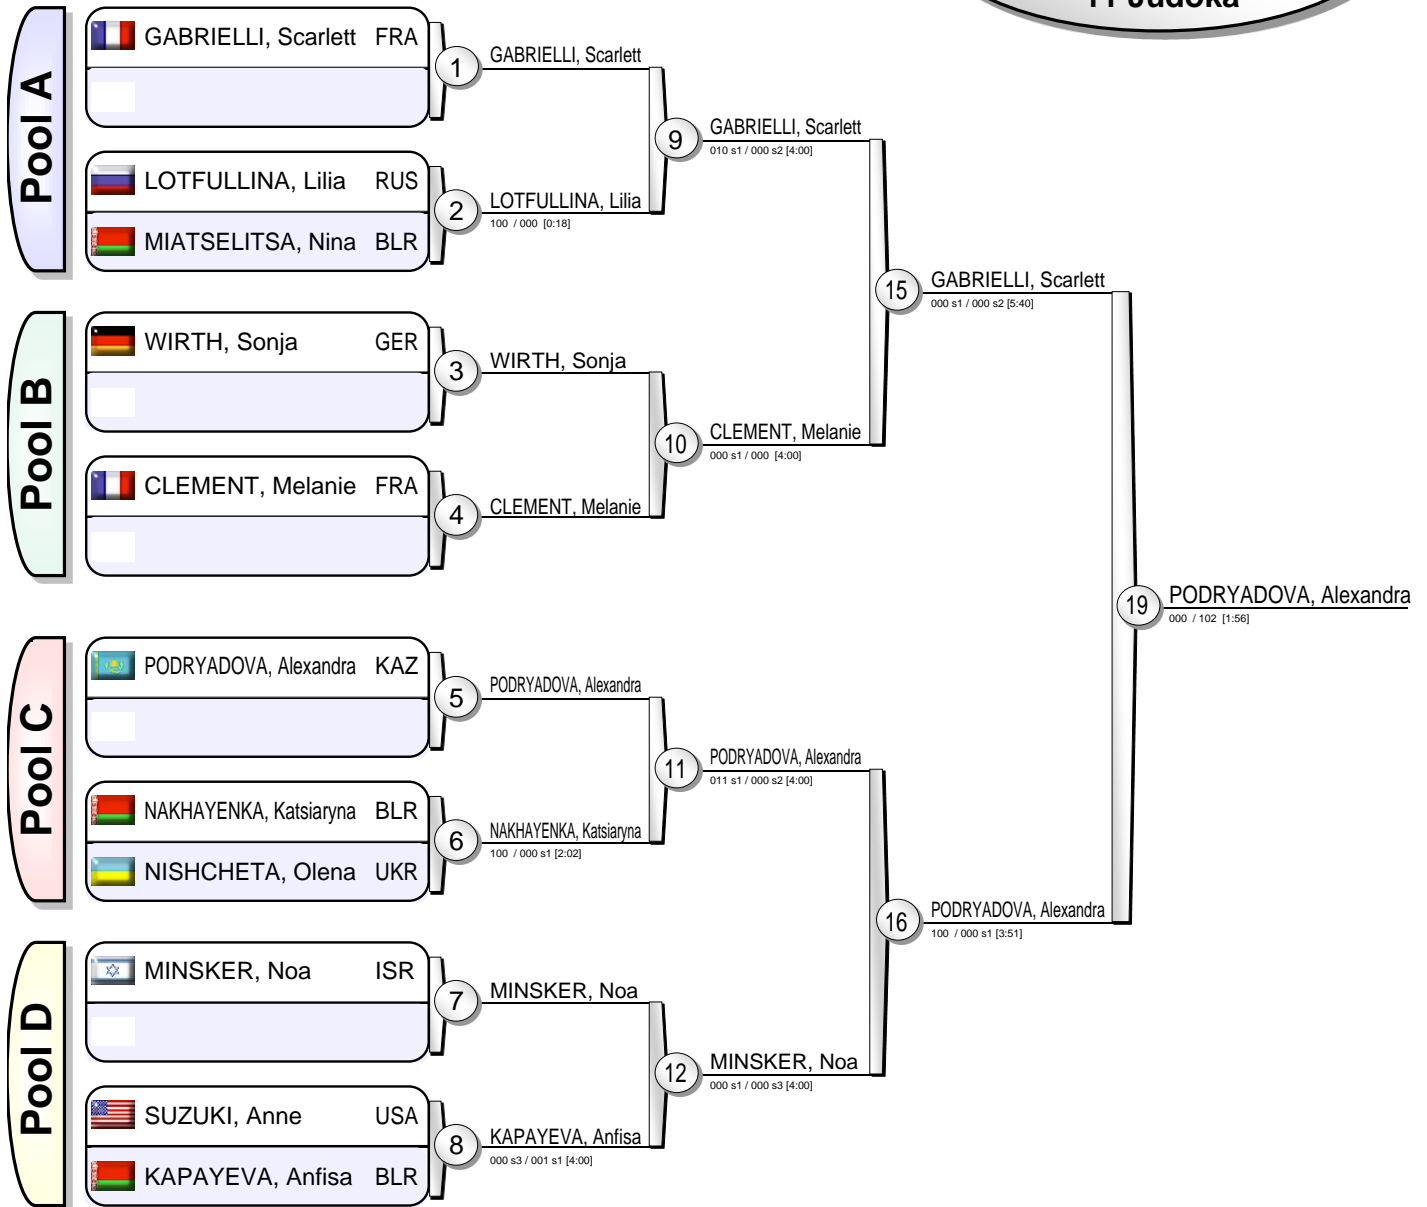 11 Judoka
Pool A
GABRIELLI, Scarlett FRA
1
GABRIELLI, Scarlett
LOTFULLINA, Lilia RUS
MIATSELITSA, Nina BLR
2
LOTFULLINA, Lilia
100 / 000 [0:18]
9
GABRIELLI, Scarlett
010 s1 / 000 s2 [4:00]
Pool B
WIRTH, Sonja GER
3
WIRTH, Sonja
CLEMENT, Melanie FRA
4
CLEMENT, Melanie
10
CLEMENT, Melanie
000 s1 / 000 [4:00]
15
GABRIELLI, Scarlett
000 s1 / 000 s2 [5:40]
Pool C
PODRYADOVA, Alexandra KAZ
5
PODRYADOVA, Alexandra
NAKHAYENKA, Katsiaryna BLR
NISHCHETA, Olena UKR
6
NAKHAYENKA, Katsiaryna
100 / 000 s1 [2:02]
11
PODRYADOVA, Alexandra
011 s1 / 000 s2 [4:00]
Pool D
MINSKER, Noa ISR
7
MINSKER, Noa
SUZUKI, Anne USA
KAPAYEVA, Anfisa BLR
8
KAPAYEVA, Anfisa
000 s3 / 001 s1 [4:00]
12
MINSKER, Noa
000 s1 / 000 s3 [4:00]
16
PODRYADOVA, Alexandra
100 / 000 s1 [3:51]
19
PODRYADOVA, Alexandra
000 / 102 [1:56]